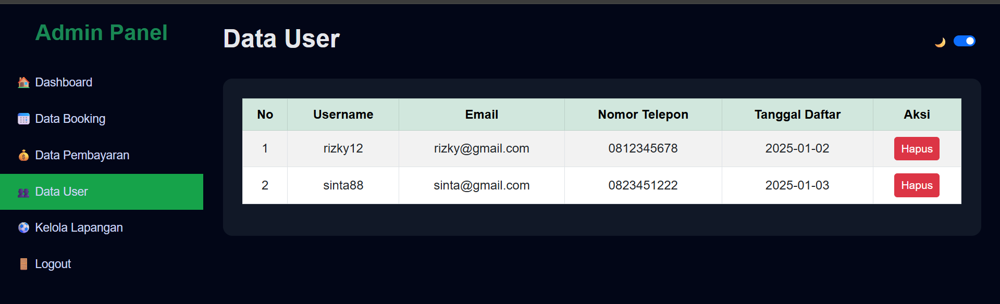 Admin Panel
Dashboard
Data Booking
Data Pembayaran
Data User
Kelola Lapangan
Logout
Data User
No Username Email Nomor Telepon Tanggal Daftar Aksi
1 rizky12 rizky@gmail.com 0812345678 2025-01-02 Hapus
2 sinta88 sinta@gmail.com 0823451222 2025-01-03 Hapus